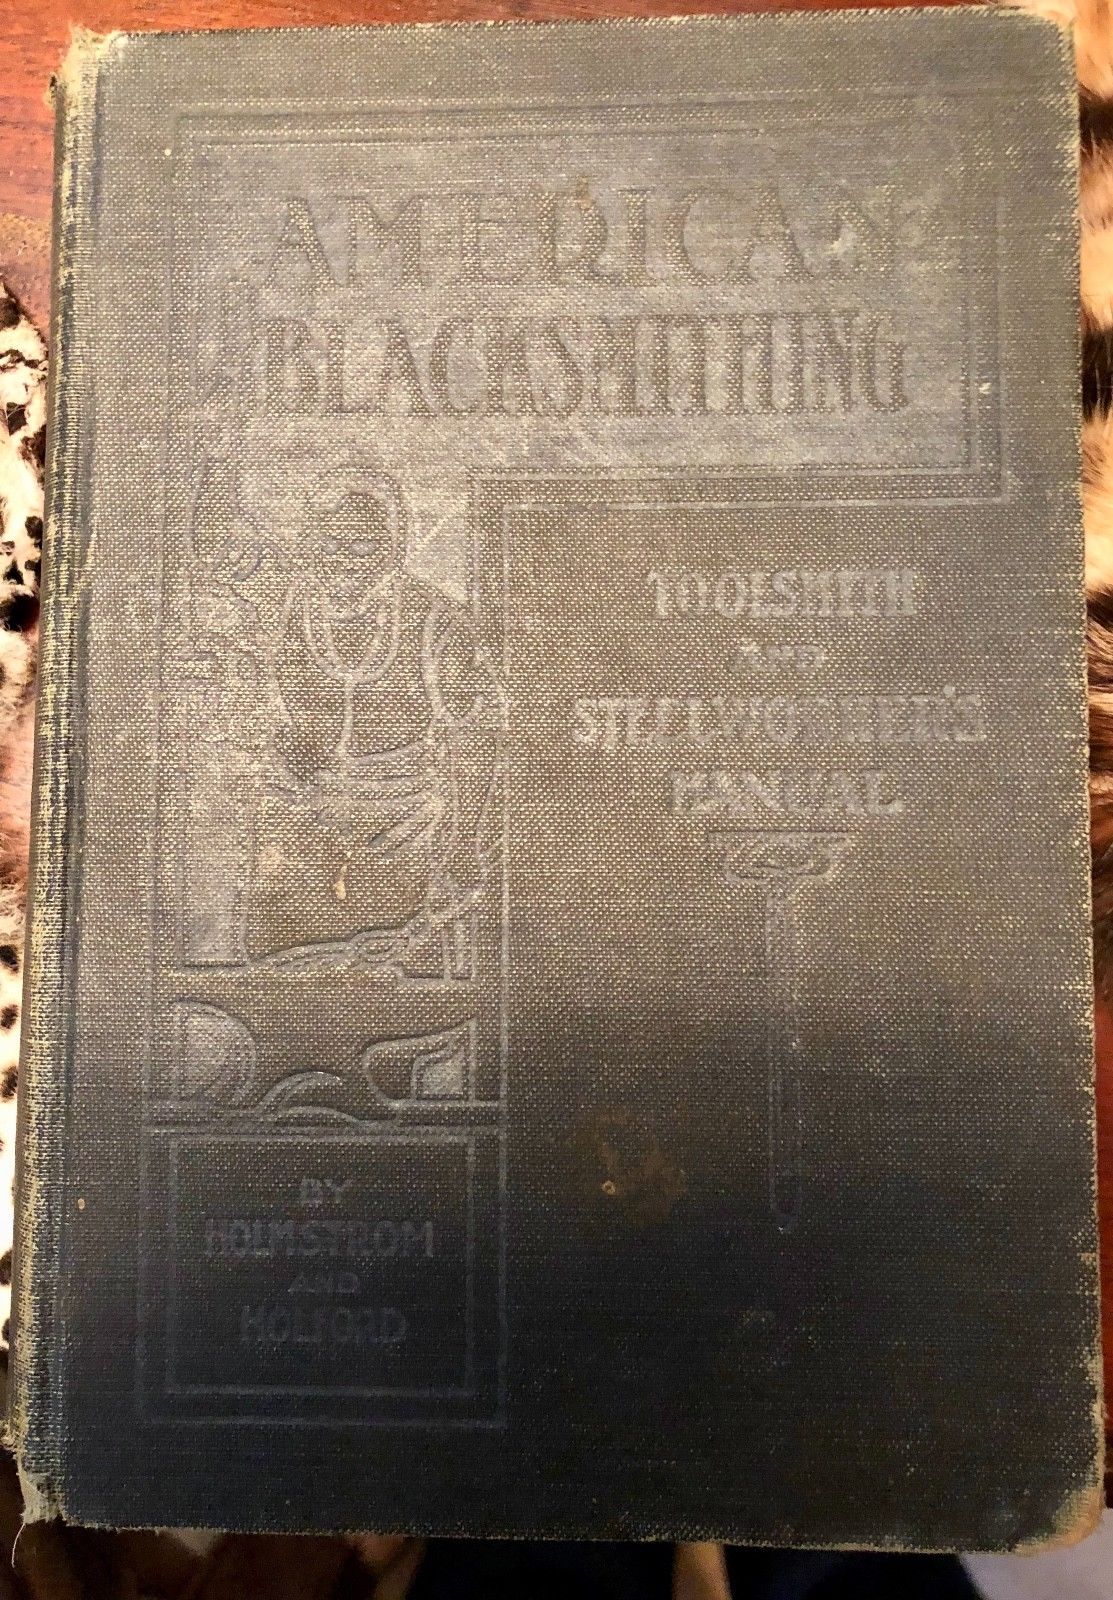 AMERICAN
BLACKSMITHING
TOOLSMITH
AND
STEELWORKER'S
MANUAL
BY
HOLMSTROM
AND
HOLFORD